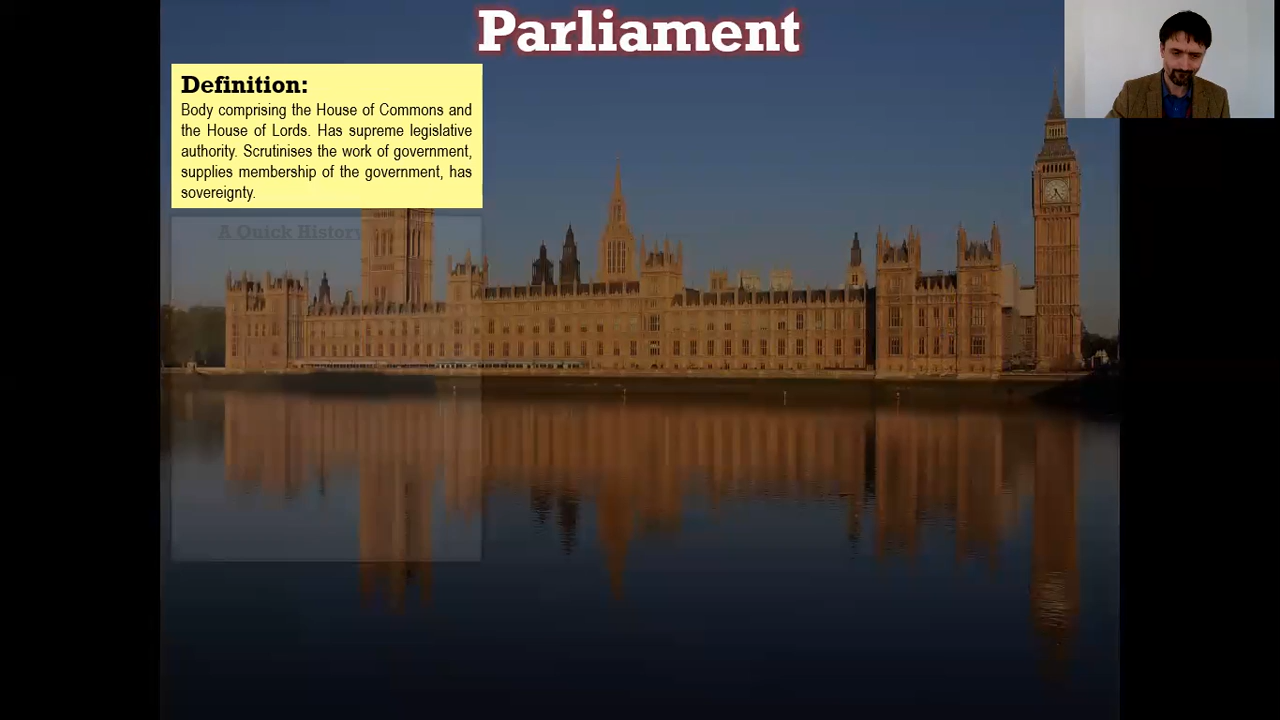 Parliament
Definition:
Body comprising the House of Commons and
the House of Lords. Has supreme legislative
authority. Scrutinises the work of government,
supplies membership of the government, has
sovereignty.
A Quick History